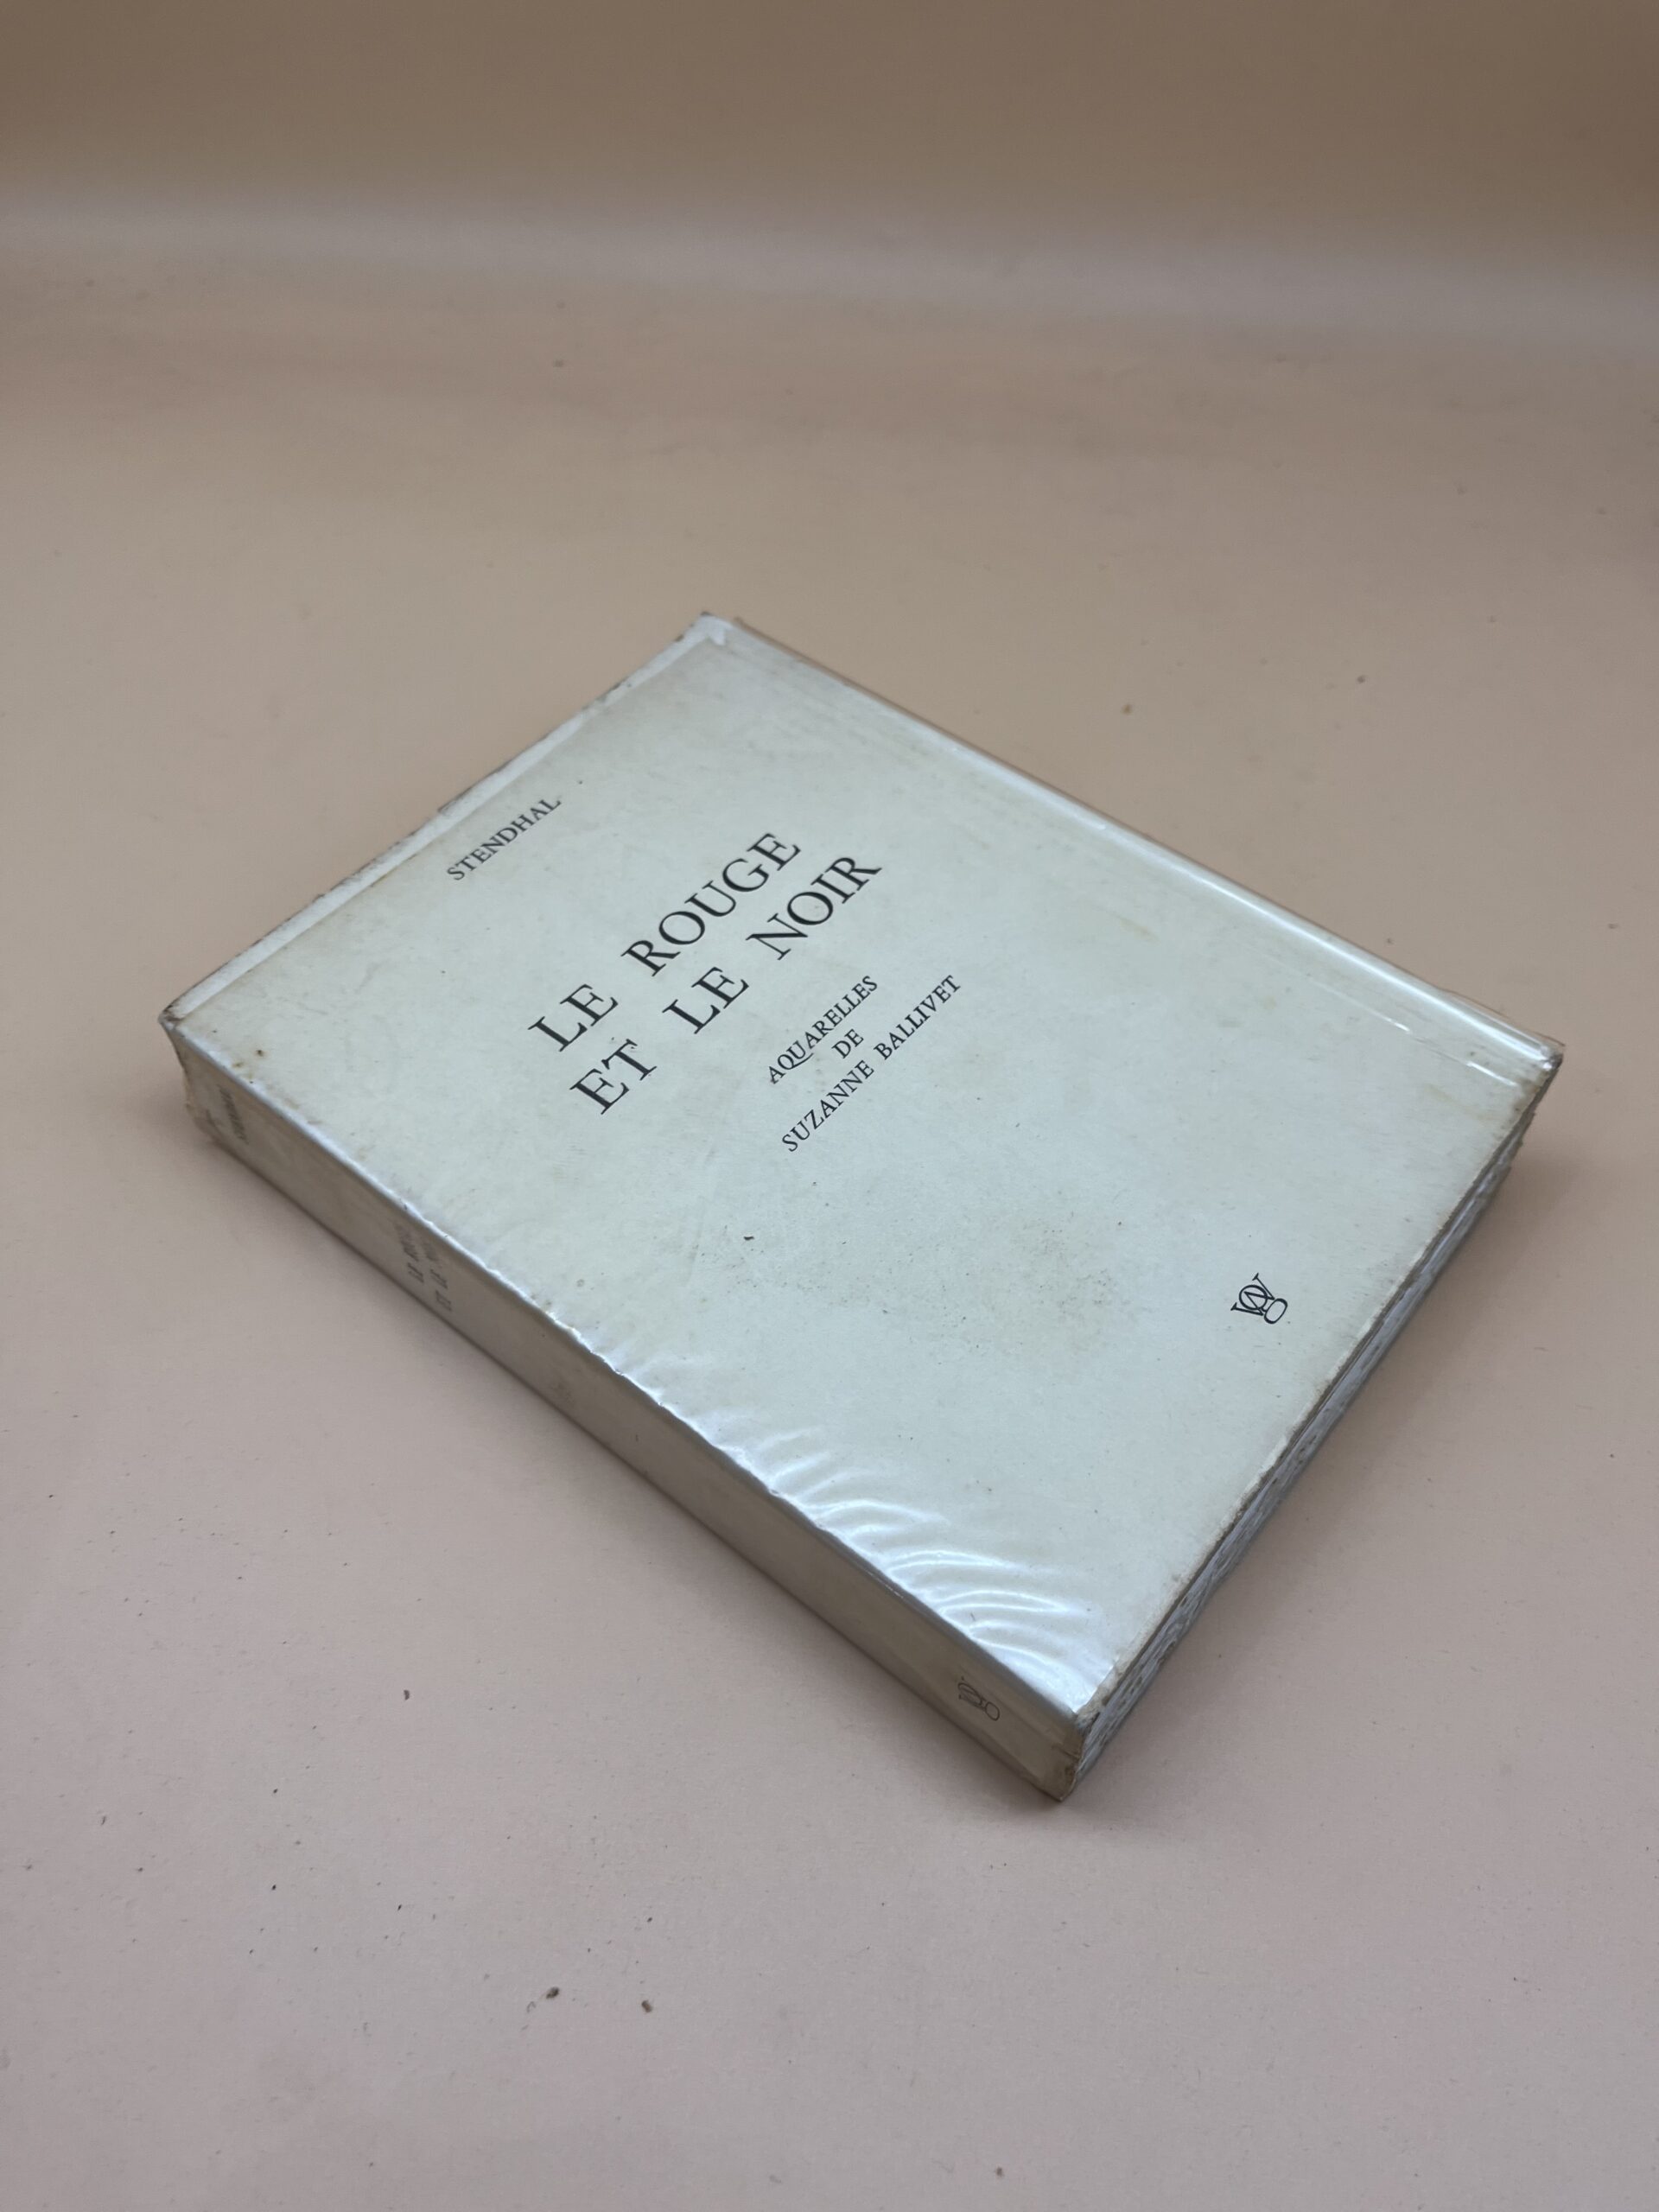 STENDHAL
LE ROUGE
ET LE NOIR
AQUARELLES
DE
SUZANNE BALLIVET